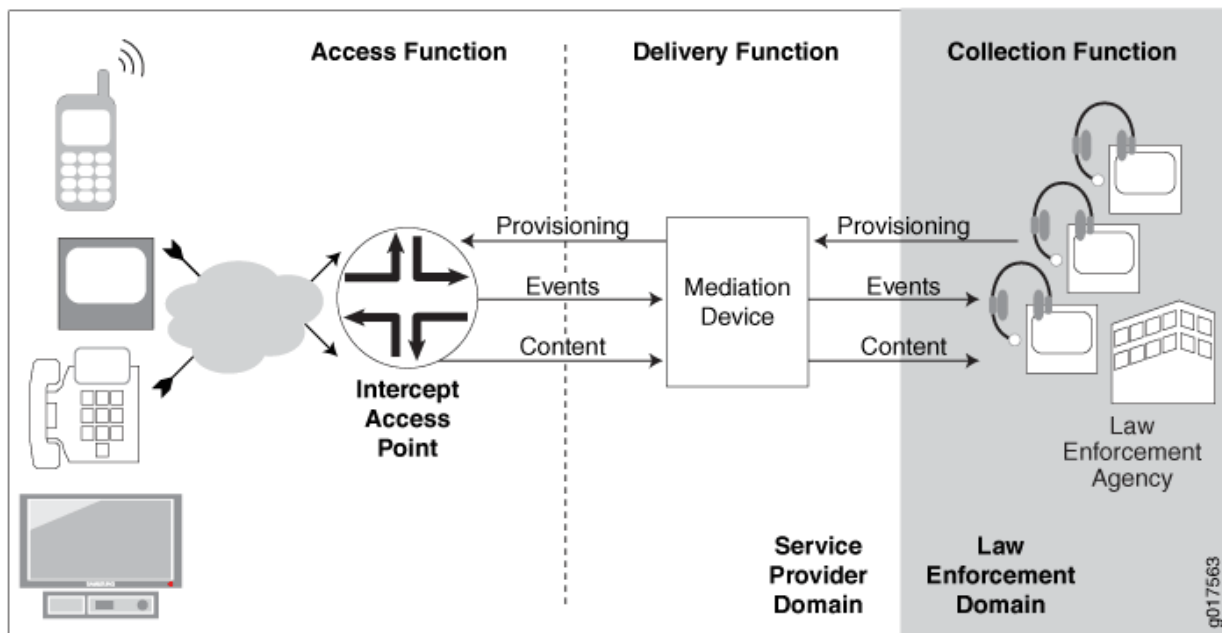 Access Function
Delivery Function
Collection Function
Provisioning
Provisioning
Events
Mediation
Device
Events
Content
Content
Intercept
Access
Point
Law
Enforcement
Agency
Service
Provider
Domain
Law
Enforcement
Domain
g017563